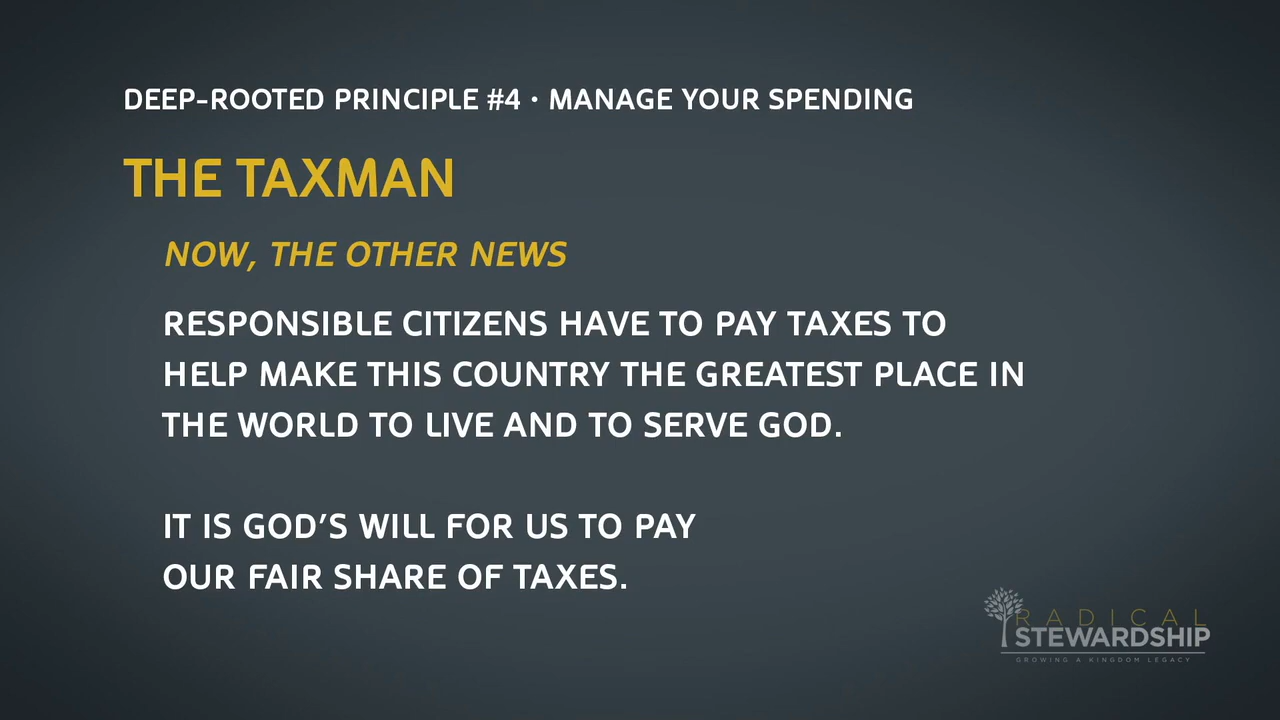 DEEP-ROOTED PRINCIPLE #4 • MANAGE YOUR SPENDING
THE TAXMAN
NOW, THE OTHER NEWS
RESPONSIBLE CITIZENS HAVE TO PAY TAXES TO
HELP MAKE THIS COUNTRY THE GREATEST PLACE IN
THE WORLD TO LIVE AND TO SERVE GOD.
IT IS GOD’S WILL FOR US TO PAY
OUR FAIR SHARE OF TAXES.
RADICAL
STEWARDSHIP
GROWING A KINGDOM LEGACY